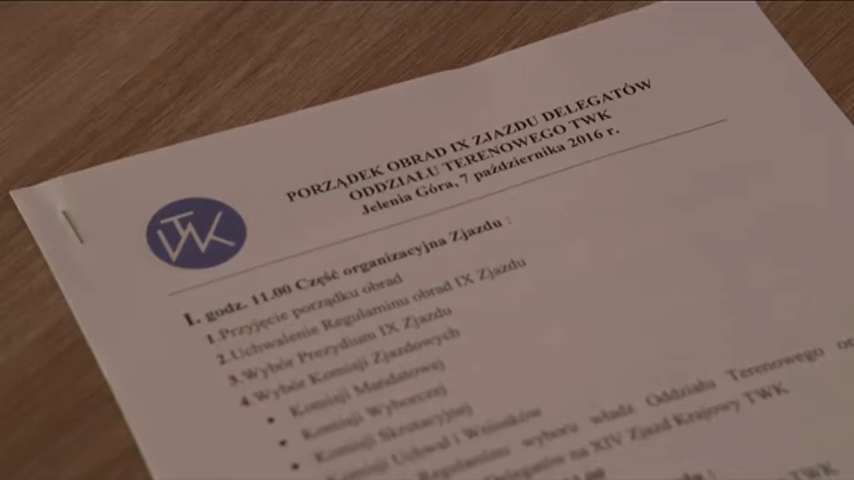 PORZĄDEK OBRAD IX ZJAZDU DELEGATÓW
ODDZIAŁU TERENOWEGO TWK
Jelenia Góra, 7 października 2016 r.
TWK
I. godz. 11.00 Część organizacyjna Zjazdu :
1.Przyjęcie porządku obrad
2.Uchwalenie Regulaminu obrad IX Zjazdu
3.Wybór Prezydium IX Zjazdu
4.Wybór Komisji Zjazdowych
• Komisji Mandatowej
• Komisji Wyborczej
• Komisji Skrutacyjnej
Komisji Uchwał i Wniosków
Regulaminu wyboru władz Oddziału Terenowego
Delegatów na XIV Zjazd Krajowy TWK
TWK